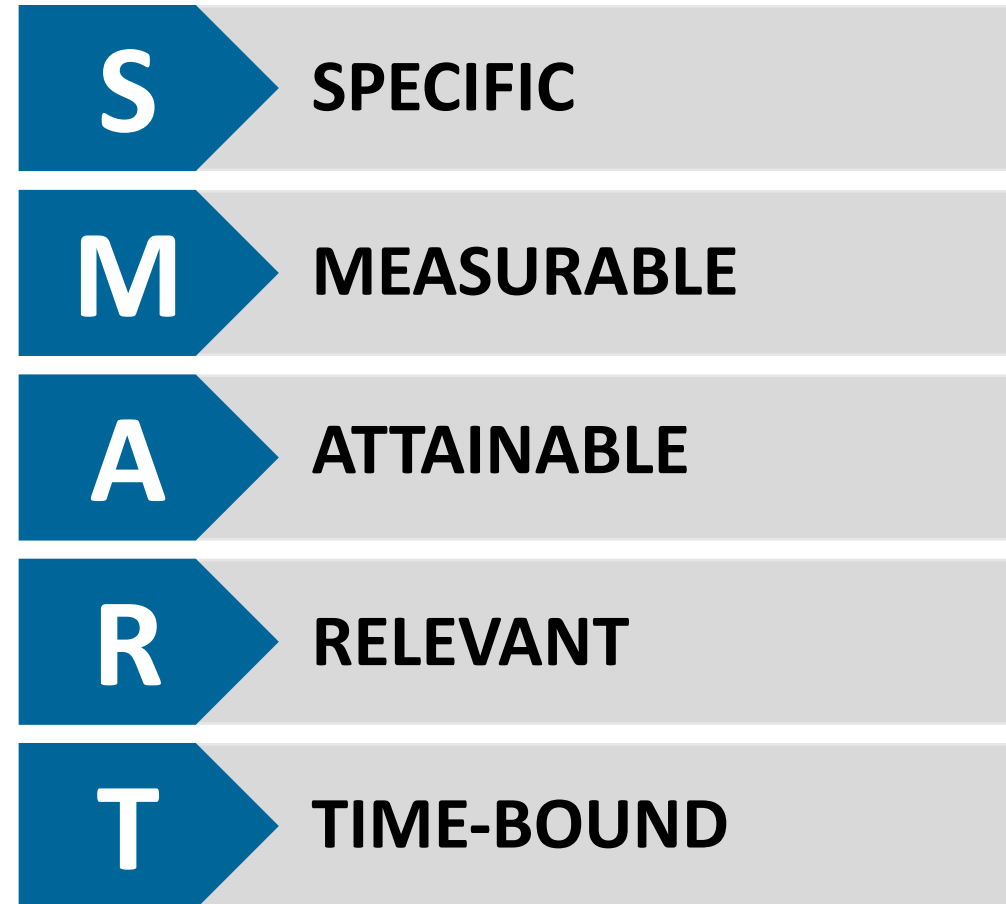 S SPECIFIC
M MEASURABLE
A ATTAINABLE
R RELEVANT
T TIME-BOUND